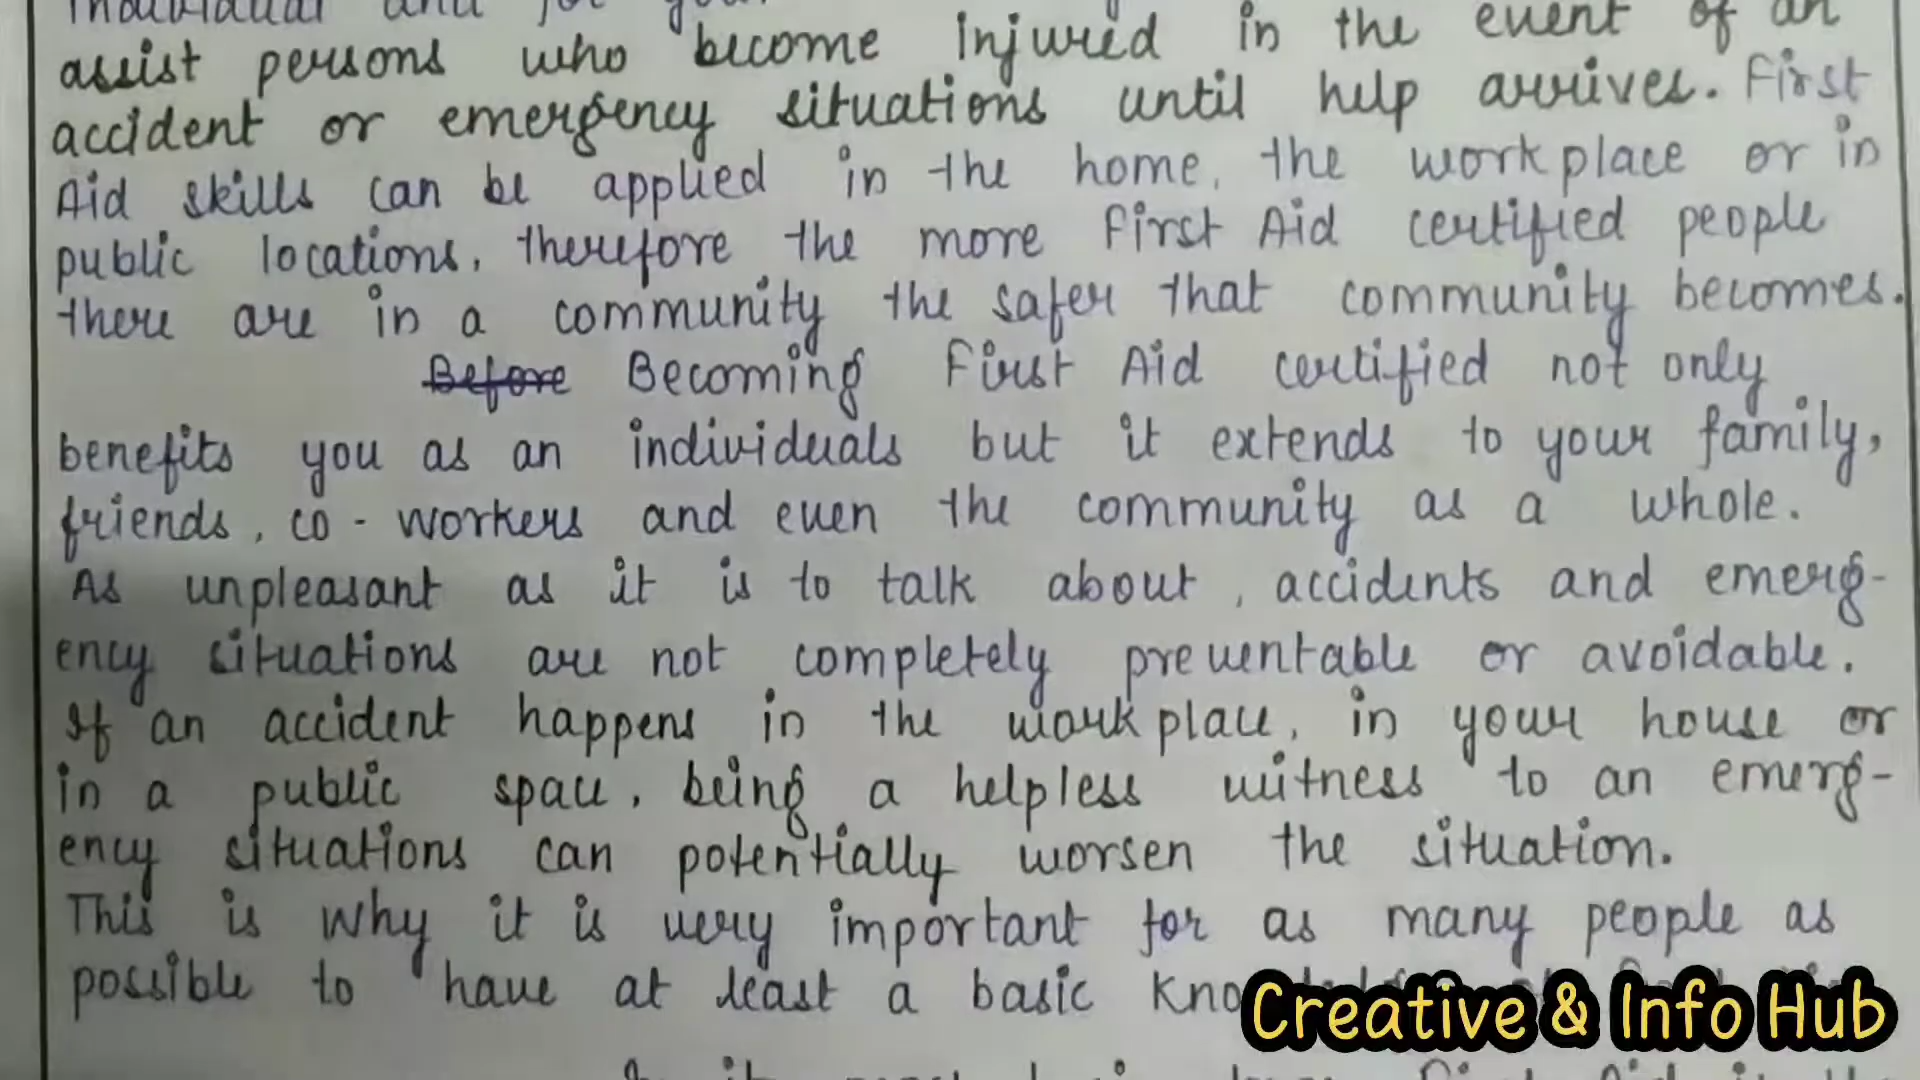 individual and for your
assist persons who become injured in the event of an
accident or emergency situations until help arrives. First
Aid skills can be applied in the home, the workplace or in
public locations, therefore the more First Aid certified people
there are in a community the safer that community becomes.
Before Becoming First Aid certified not only
benefits you as an individuals but it extends to your family,
friends, co-workers and even the community as a whole.
As unpleasant as it is to talk about, accidents and emerg-
ency situations are not completely preventable or avoidable.
If an accident happens in the workplace, in your house or
in a public space, being a helpless witness to an emerg-
ency situations can potentially worsen the situation.
This is why it is very important for as many people as
possible to have at least a basic
Creative & Info Hub